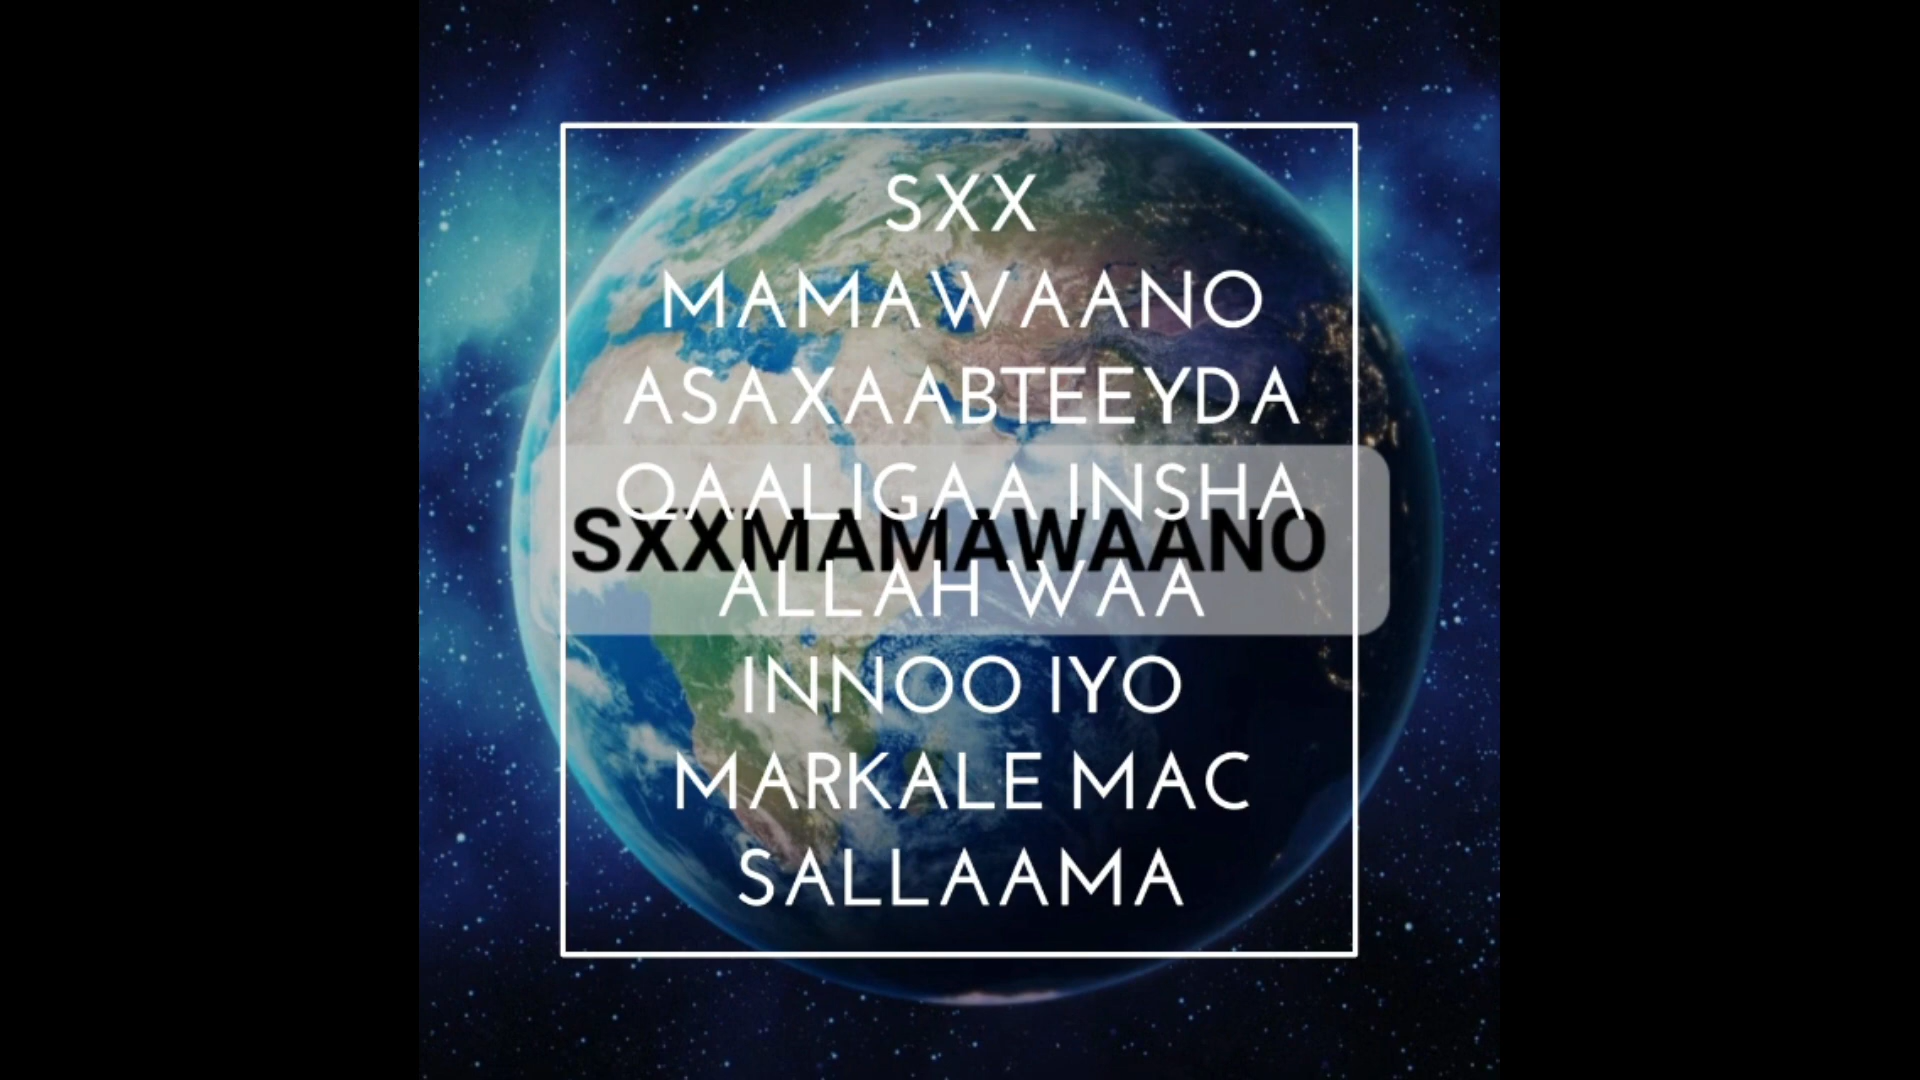 SXX
MAMAWAANO
ASAXAABTEEYDA
QAALIGAA INSHA
SXXMAMAWAANO
ALLAH WAA
INNOO IYO
MARKALE MAC
SALLAAMA